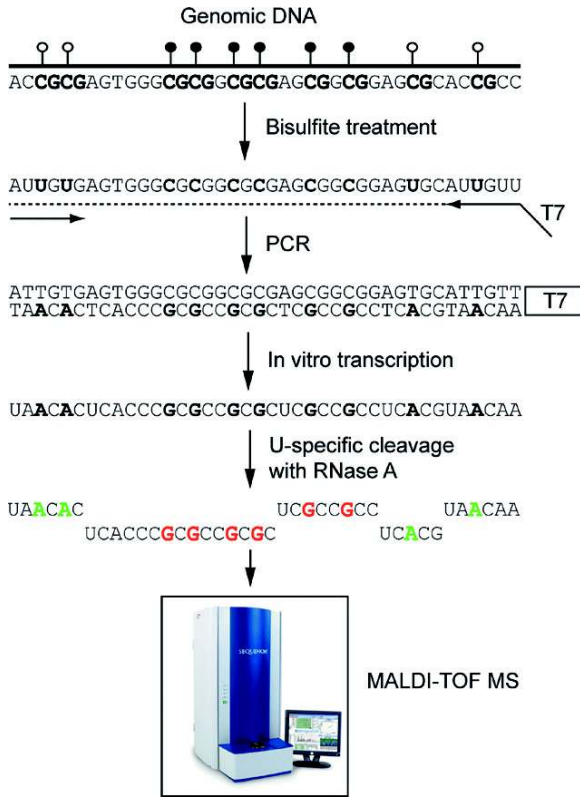 Genomic DNA
ACCGCGAGTGGGCGCGGCGCGAGCGGCGGAGCGCACCGCC
Bisulfite treatment
AUUGUGAGTGGGCGCGGCGCGAGCGGCGGAGUGCAUUGUU
T7
PCR
ATTGTGAGTGGGCGCGGCGCGAGCGGCGGAGTGCATTGTT
TAACACTCACCCGCGCCGCGCTCGCCGCCTCACGTAACAA
T7
In vitro transcription
UAACACUCACCCGCGCCGCGCUCGCCGCCUCACGUAACAA
U-specific cleavage
with RNase A
UAACAC UCGCCGCC UAACAA
UCACCCGCGCCGCGC UCACG
SEQUENOM
MALDI-TOF MS